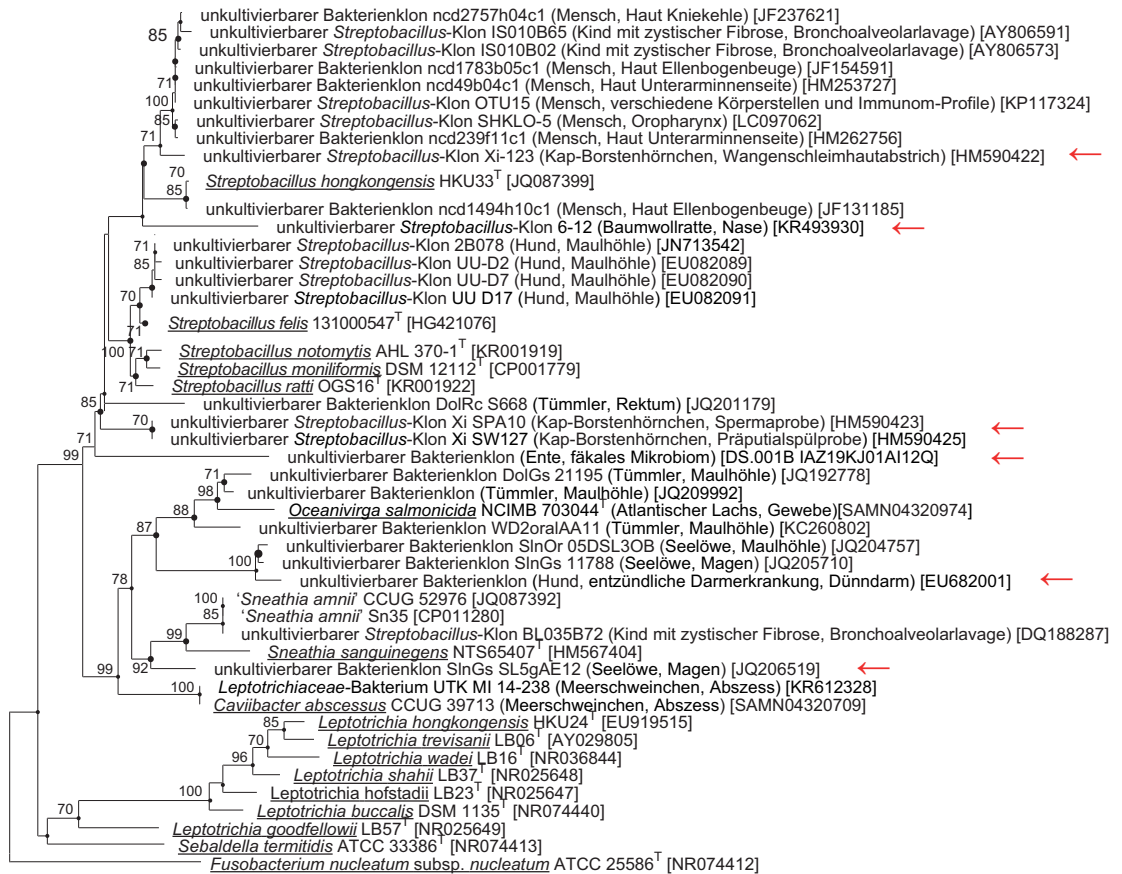 unkultivierbarer Bakterienklon ncd2757h04c1 (Mensch, Haut Kniekehle) [JF237621]
85
unkultivierbarer Streptobacillus-Klon IS010B65 (Kind mit zystischer Fibrose, Bronchoalveolarlavage) [AY806591]
unkultivierbarer Streptobacillus-Klon IS010B02 (Kind mit zystischer Fibrose, Bronchoalveolarlavage) [AY806573]
unkultivierbarer Bakterienklon ncd1783b05c1 (Mensch, Haut Ellenbogenbeuge) [JF154591]
71 unkultivierbarer Bakterienklon ncd49b04c1 (Mensch, Haut Unterarminnenseite) [HM253727]
100 unkultivierbarer Streptobacillus-Klon OTU15 (Mensch, verschiedene Körperstellen und Immunom-Profile) [KP117324]
85 unkultivierbarer Streptobacillus-Klon SHKLO-5 (Mensch, Oropharynx) [LC097062]
71 unkultivierbarer Bakterienklon ncd239f11c1 (Mensch, Haut Unterarminnenseite) [HM262756]
unkultivierbarer Streptobacillus-Klon Xi-123 (Kap-Borstenhörnchen, Wangenschleimhautabstrich) [HM590422] ←
70
Streptobacillus hongkongensis HKU33T [JQ087399]
85
unkultivierbarer Bakterienklon ncd1494h10c1 (Mensch, Haut Ellenbogenbeuge) [JF131185]
unkultivierbarer Streptobacillus-Klon 6-12 (Baumwollratte, Nase) [KR493930] ←
71 unkultivierbarer Streptobacillus-Klon 2B078 (Hund, Maulhöhle) [JN713542]
85 unkultivierbarer Streptobacillus-Klon UU-D2 (Hund, Maulhöhle) [EU082089]
unkultivierbarer Streptobacillus-Klon UU-D7 (Hund, Maulhöhle) [EU082090]
70 unkultivierbarer Streptobacillus-Klon UU D17 (Hund, Maulhöhle) [EU082091]
71 Streptobacillus felis 131000547T [HG421076]
100 71 Streptobacillus notomytis AHL 370-1T [KR001919]
Streptobacillus moniliformis DSM 12112T [CP001779]
71 Streptobacillus ratti OGS16T [KR001922]
85 unkultivierbarer Bakterienklon DolRc S668 (Tümmler, Rektum) [JQ201179]
70 unkultivierbarer Streptobacillus-Klon Xi SPA10 (Kap-Borstenhörnchen, Spermaprobe) [HM590423] ←
71 unkultivierbarer Streptobacillus-Klon Xi SW127 (Kap-Borstenhörnchen, Präputialspülprobe) [HM590425]
99 unkultivierbarer Bakterienklon (Ente, fäkales Mikrobiom) [DS.001B IAZ19KJ01AI12Q] ←
71 unkultivierbarer Bakterienklon DolGs 21195 (Tümmler, Maulhöhle) [JQ192778]
98 unkultivierbarer Bakterienklon (Tümmler, Maulhöhle) [JQ209992]
88 Oceanivirga salmonicida NCIMB 703044T (Atlantischer Lachs, Gewebe)[SAMN04320974]
87 unkultivierbarer Bakterienklon WD2oralAA11 (Tümmler, Maulhöhle) [KC260802]
unkultivierbarer Bakterienklon SlnOr 05DSL3OB (Seelöwe, Maulhöhle) [JQ204757]
100 unkultivierbarer Bakterienklon SlnGs 11788 (Seelöwe, Magen) [JQ205710]
78 unkultivierbarer Bakterienklon (Hund, entzündliche Darmerkrankung, Dünndarm) [EU682001] ←
100 'Sneathia amnii' CCUG 52976 [JQ087392]
85 'Sneathia amnii' Sn35 [CP011280]
99 unkultivierbarer Streptobacillus-Klon BL035B72 (Kind mit zystischer Fibrose, Bronchoalveolarlavage) [DQ188287]
Sneathia sanguinegens NTS65407T [HM567404]
99 92 unkultivierbarer Bakterienklon SlnGs SL5gAE12 (Seelöwe, Magen) [JQ206519] ←
100 Leptotrichiaceae-Bakterium UTK MI 14-238 (Meerschweinchen, Abszess) [KR612328]
Caviibacter abscessus CCUG 39713 (Meerschweinchen, Abszess) [SAMN04320709]
85 Leptotrichia hongkongensis HKU24T [EU919515]
70 Leptotrichia trevisanii LB06T [AY029805]
96 Leptotrichia wadei LB16T [NR036844]
Leptotrichia shahii LB37T [NR025648]
100 Leptotrichia hofstadii LB23T [NR025647]
70 Leptotrichia buccalis DSM 1135T [NR074440]
Leptotrichia goodfellowii LB57T [NR025649]
Sebaldella termitidis ATCC 33386T [NR074413]
Fusobacterium nucleatum subsp. nucleatum ATCC 25586T [NR074412]